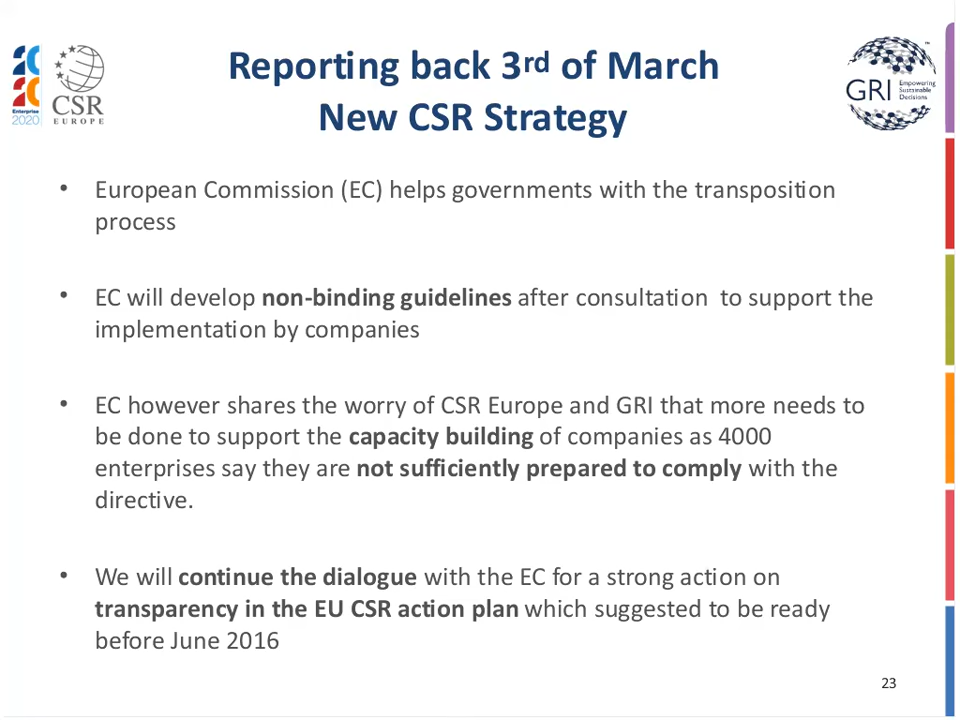 Reporting back 3rd of March
New CSR Strategy
20
20
Enterprise
2020
CSR
EUROPE
GRI
Empowering
Sustainable
Decisions
™
• European Commission (EC) helps governments with the transposition
process
• EC will develop non-binding guidelines after consultation to support the
implementation by companies
• EC however shares the worry of CSR Europe and GRI that more needs to
be done to support the capacity building of companies as 4000
enterprises say they are not sufficiently prepared to comply with the
directive.
• We will continue the dialogue with the EC for a strong action on
transparency in the EU CSR action plan which suggested to be ready
before June 2016
23